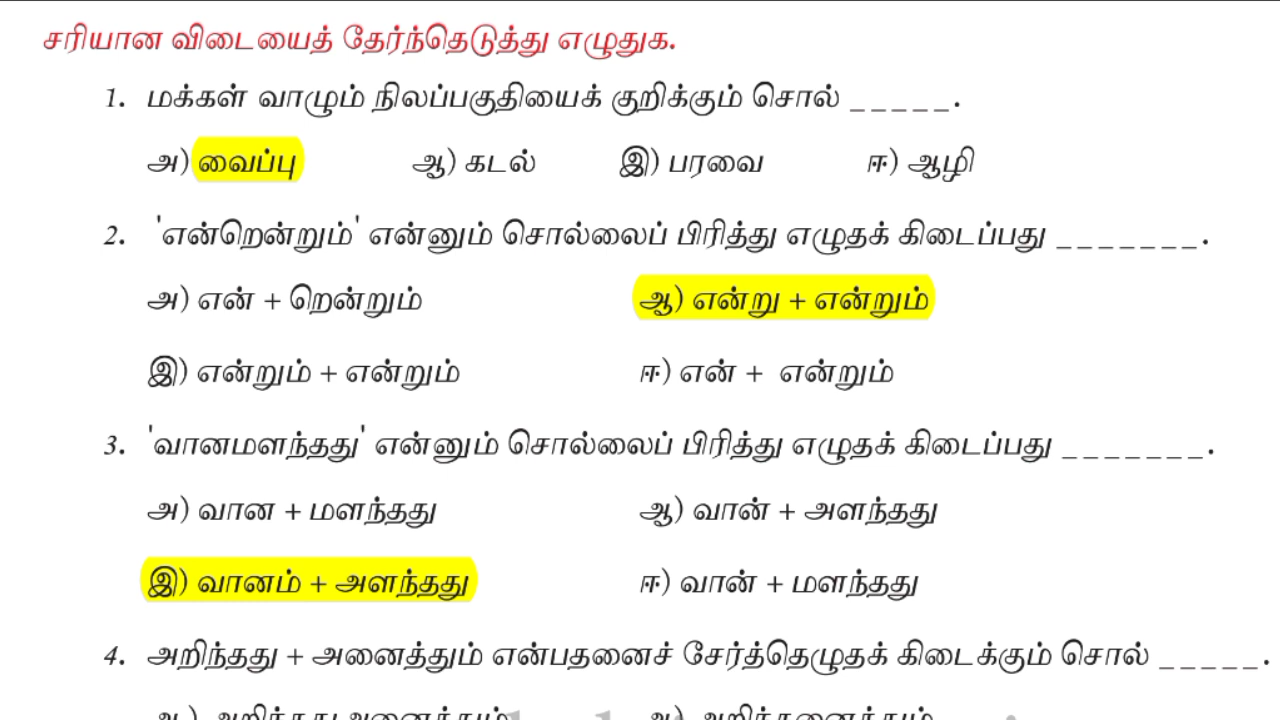 சரியான விடையைத் தேர்ந்தெடுத்து எழுதுக.
1. மக்கள் வாழும் நிலப்பகுதியைக் குறிக்கும் சொல் _____.
அ) வைப்பு ஆ) கடல் இ) பரவை ஈ) ஆழி
2. 'என்றென்றும்' என்னும் சொல்லைப் பிரித்து எழுதக் கிடைப்பது _______.
அ) என் + றென்றும் ஆ) என்று + என்றும்
இ) என்றும் + என்றும் ஈ) என் + என்றும்
3. 'வானமளந்தது' என்னும் சொல்லைப் பிரித்து எழுதக் கிடைப்பது _______.
அ) வான + மளந்தது ஆ) வான் + அளந்தது
இ) வானம் + அளந்தது ஈ) வான் + மளந்தது
4. அறிந்தது + அனைத்தும் என்பதனைச் சேர்த்தெழுதக் கிடைக்கும் சொல் _____.